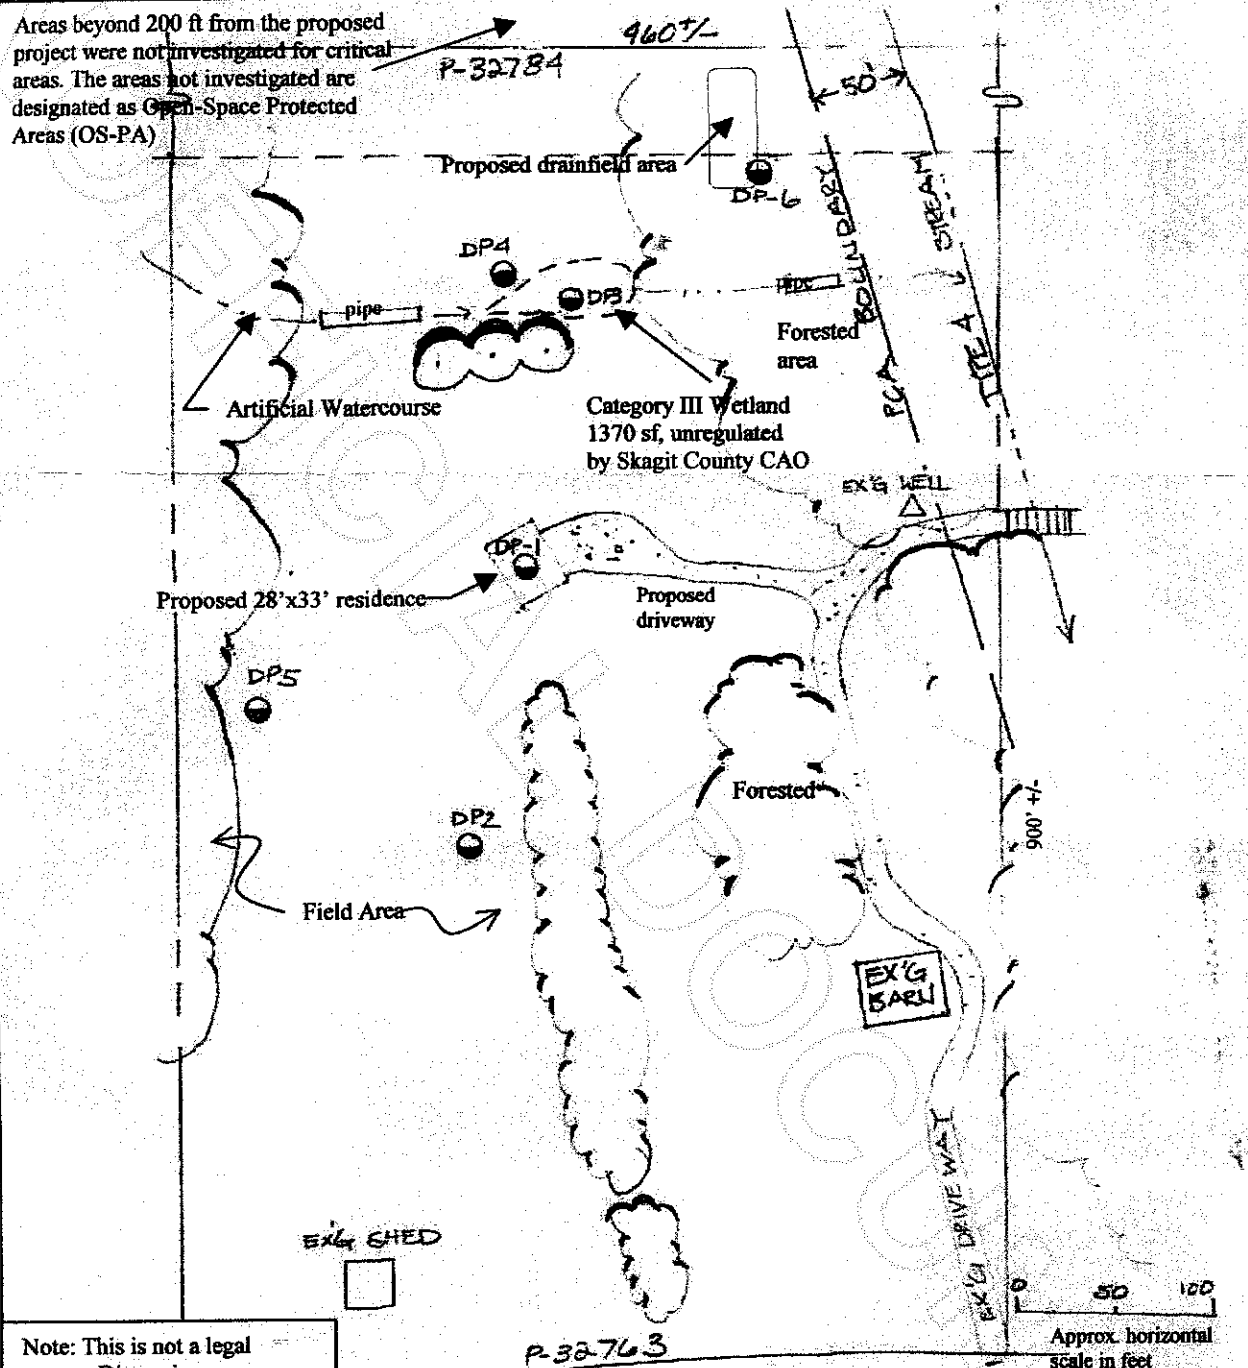 Areas beyond 200 ft from the proposed
project were not investigated for critical
areas. The areas not investigated are
designated as Open-Space Protected
Areas (OS-PA)
460+/-
P-32784
50'
Proposed drainfield area
DP-6
PCA BOUNDARY
TYPE 4 STREAM
DP4
DP3
pipe
pipe
Forested
area
Artificial Watercourse
Category III Wetland
1370 sf, unregulated
by Skagit County CAO
EX'G WELL
DP-1
Proposed 28'x33' residence
Proposed
driveway
DP5
Forested
DP2
900' +/-
Field Area
EX'G
BARN
EX'G DRIVEWAY
EX'G SHED
0 50 100
Approx. horizontal
scale in feet
Note: This is not a legal
P-32763